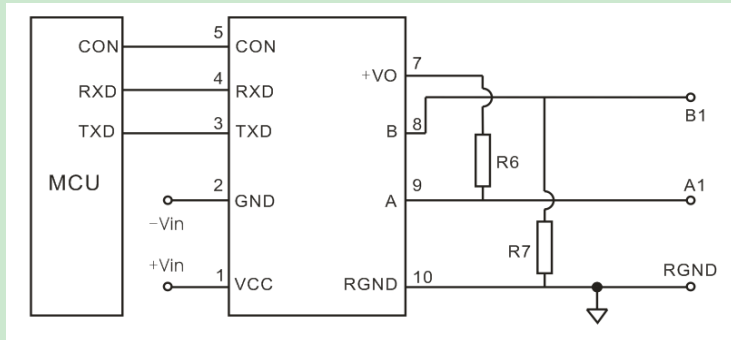 CON
RXD
TXD
MCU
5
4
3
2
1
CON
RXD
TXD
GND
VCC
−Vin
+Vin
+VO
B
A
RGND
7
8
9
10
R6
R7
B1
A1
RGND